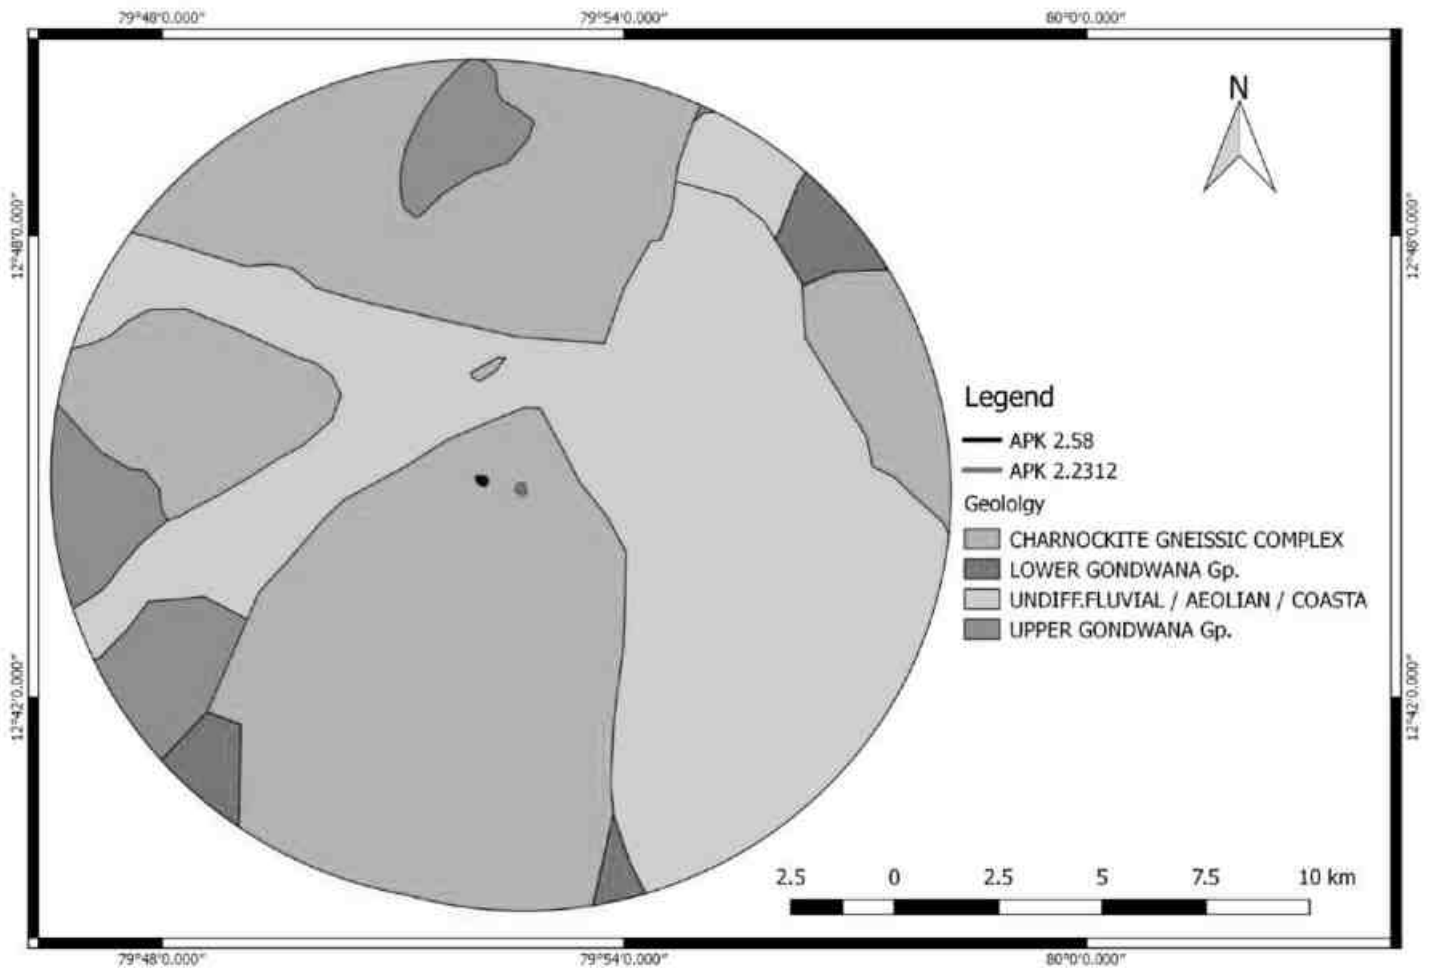 79°48'0.000" 79°54'0.000" 80°0'0.000"
N
12°48'0.000" 12°48'0.000"
Legend
APK 2.58
APK 2.2312
Geololgy
CHARNOCKITE GNEISSIC COMPLEX
LOWER GONDWANA Gp.
UNDIFF.FLUVIAL / AEOLIAN / COASTA
UPPER GONDWANA Gp.
12°42'0.000" 12°42'0.000"
2.5 0 2.5 5 7.5 10 km
79°48'0.000" 79°54'0.000" 80°0'0.000"